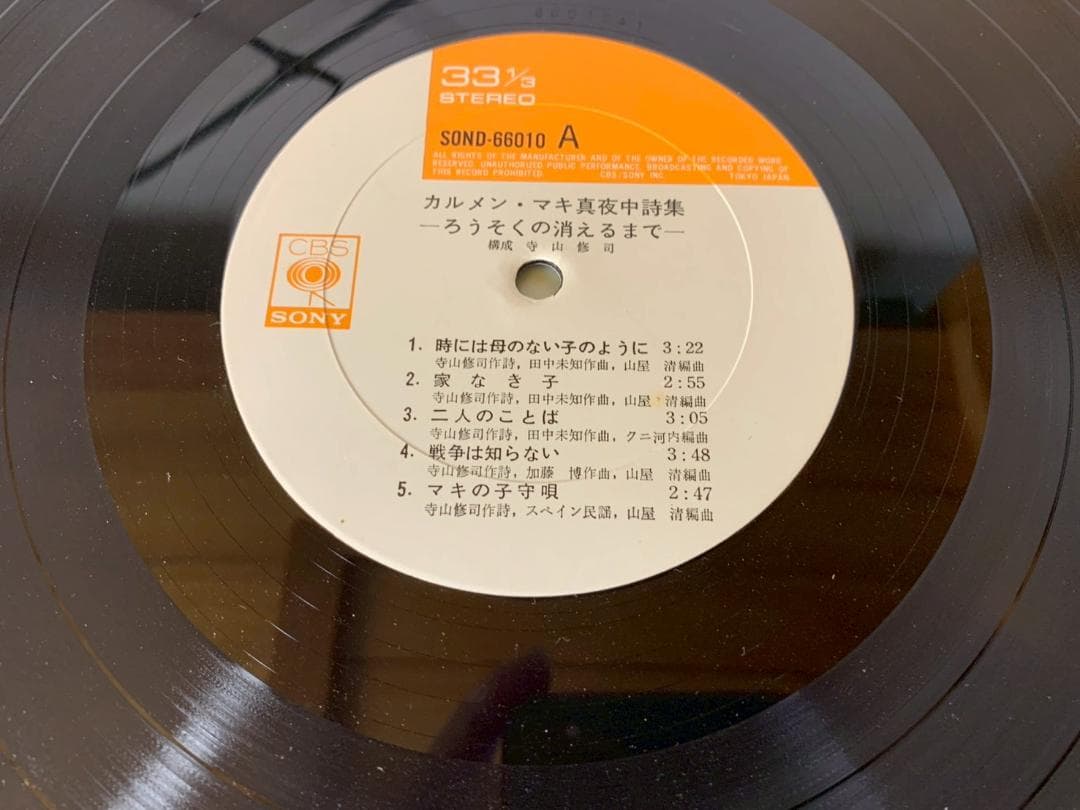 33 1/3
STEREO
SOND-66010 A
ALL RIGHTS OF THE MANUFACTURER AND OF THE OWNER OF THE RECORDED WORK
RESERVED. UNAUTHORIZED PUBLIC PERFORMANCE, BROADCASTING AND COPYING OF
THIS RECORD PROHIBITED. CBS/SONY INC. TOKYO JAPAN
カルメン・マキ真夜中詩集
―ろうそくの消えるまで―
構成 寺山修司
CBS
SONY
1. 時には母のない子のように 3:22
寺山修司作詩, 田中未知作曲, 山屋 清編曲
2. 家なき子 2:55
寺山修司作詩, 田中未知作曲, 山屋 清編曲
3. 二人のことば 3:05
寺山修司作詩, 田中未知作曲, クニ河内編曲
4. 戦争は知らない 3:48
寺山修司作詩, 加藤 博作曲, 山屋 清編曲
5. マキの子守唄 2:47
寺山修司作詩, スペイン民謡, 山屋 清編曲